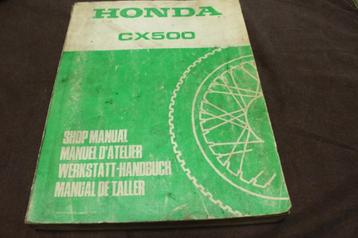 HONDA
CX500
SHOP MANUAL
MANUEL D'ATELIER
WERKSTATT-HANDBUCH
MANUAL DE TALLER